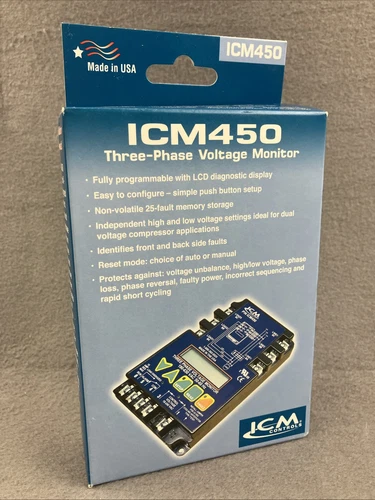 Made in USA
ICM450
ICM450
Three-Phase Voltage Monitor
• Fully programmable with LCD diagnostic display
• Easy to configure – simple push button setup
• Non-volatile 25-fault memory storage
• Independent high and low voltage settings ideal for dual
voltage compressor applications
• Identifies front and back side faults
• Reset mode: choice of auto or manual
• Protects against: voltage unbalance, high/low voltage, phase
loss, phase reversal, faulty power, incorrect sequencing and
rapid short cycling
ICM
ICM
CONTROLS